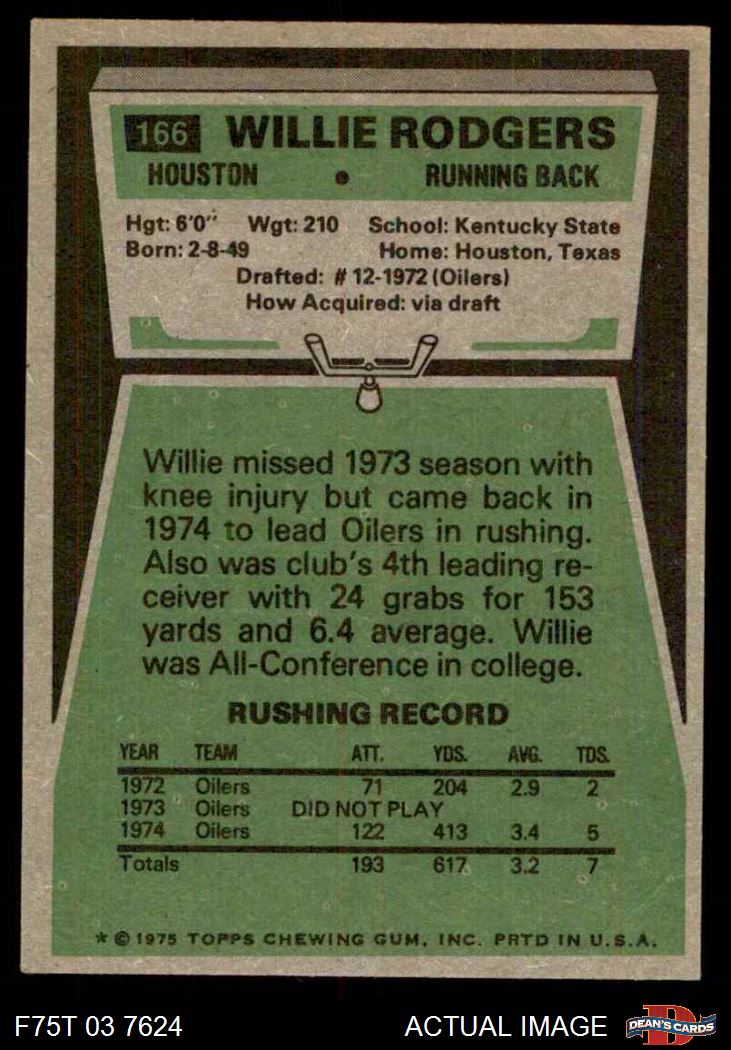 166 WILLIE RODGERS
HOUSTON • RUNNING BACK
Hgt: 6'0" Wgt: 210 School: Kentucky State
Born: 2-8-49 Home: Houston, Texas
Drafted: # 12-1972 (Oilers)
How Acquired: via draft
Willie missed 1973 season with
knee injury but came back in
1974 to lead Oilers in rushing.
Also was club's 4th leading re-
ceiver with 24 grabs for 153
yards and 6.4 average. Willie
was All-Conference in college.
RUSHING RECORD
YEAR TEAM ATT. YDS. AVG. TDS.
1972 Oilers 71 204 2.9 2
1973 Oilers DID NOT PLAY
1974 Oilers 122 413 3.4 5
Totals 193 617 3.2 7
* © 1975 TOPPS CHEWING GUM, INC. PRTD IN U.S.A.
F75T 03 7624 ACTUAL IMAGE DEAN'S CARDS